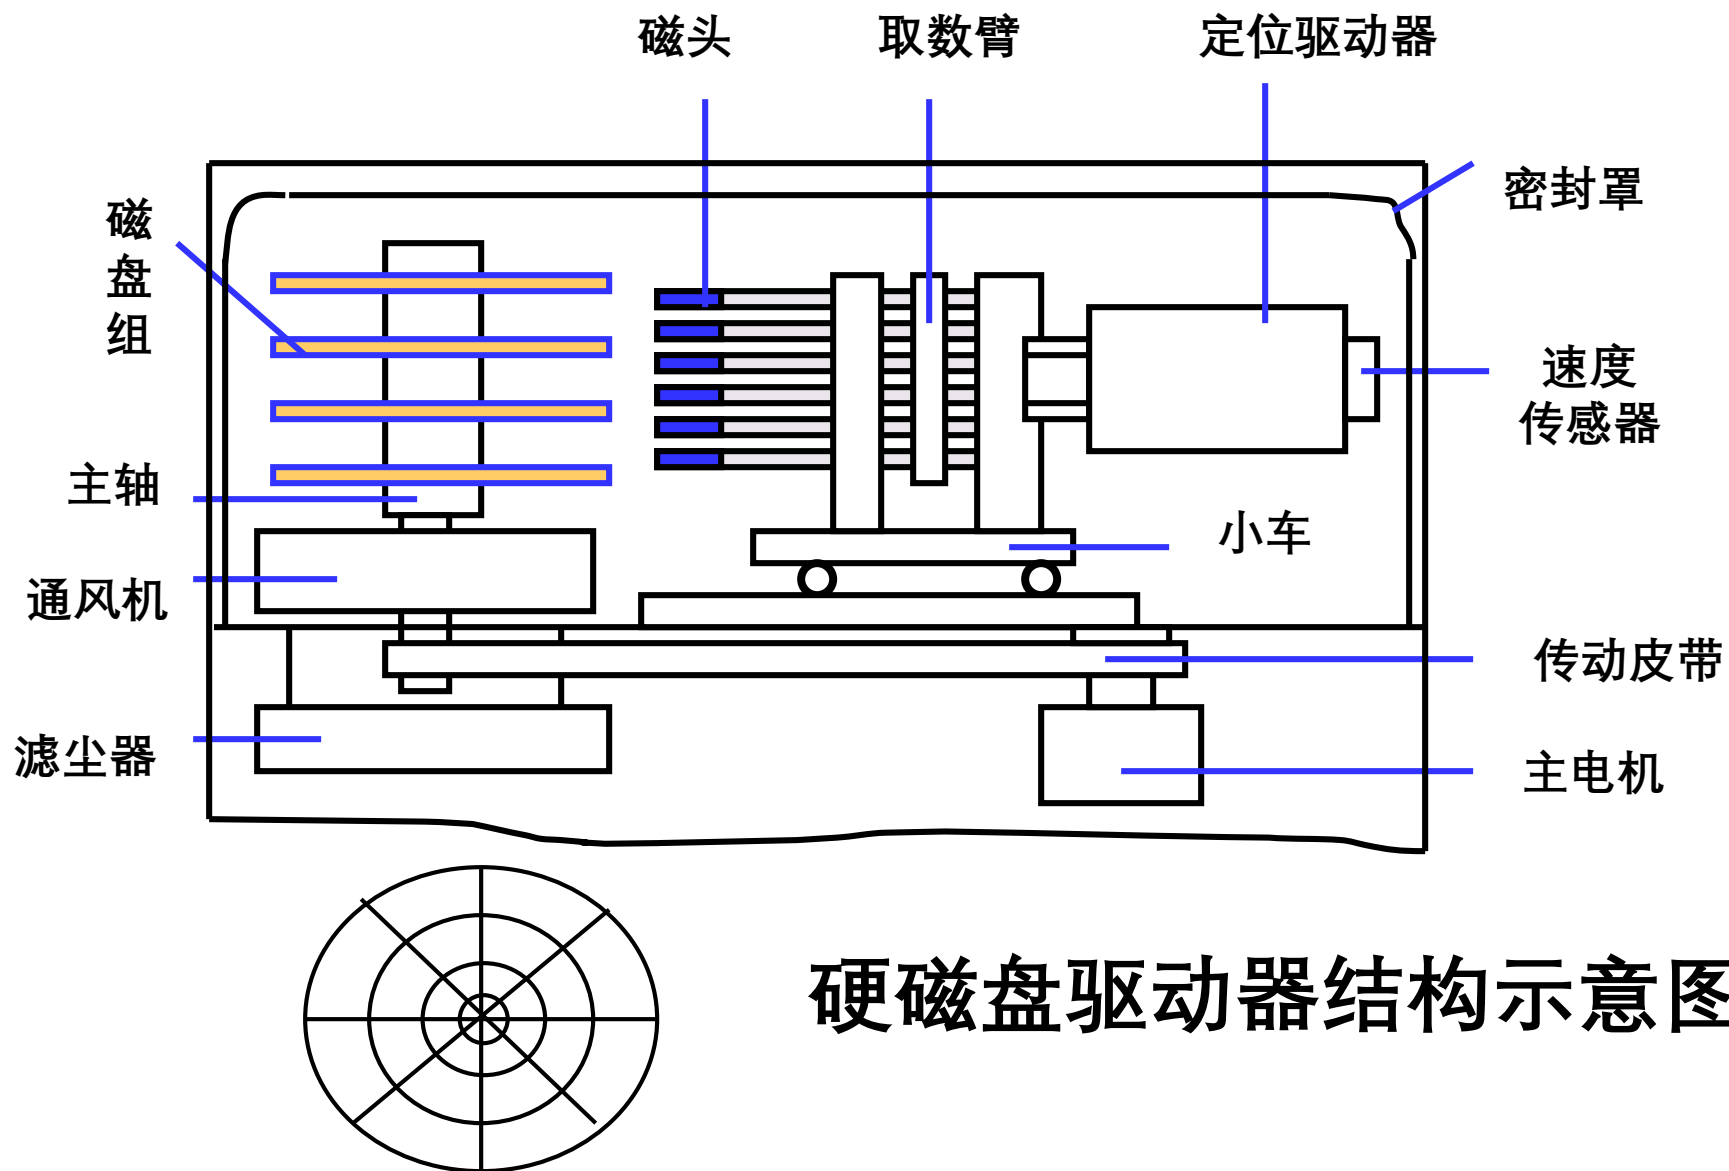 磁头
取数臂
定位驱动器
密封罩
磁
盘
组
速度
传感器
主轴
小车
通风机
传动皮带
滤尘器
主电机
硬磁盘驱动器结构示意图